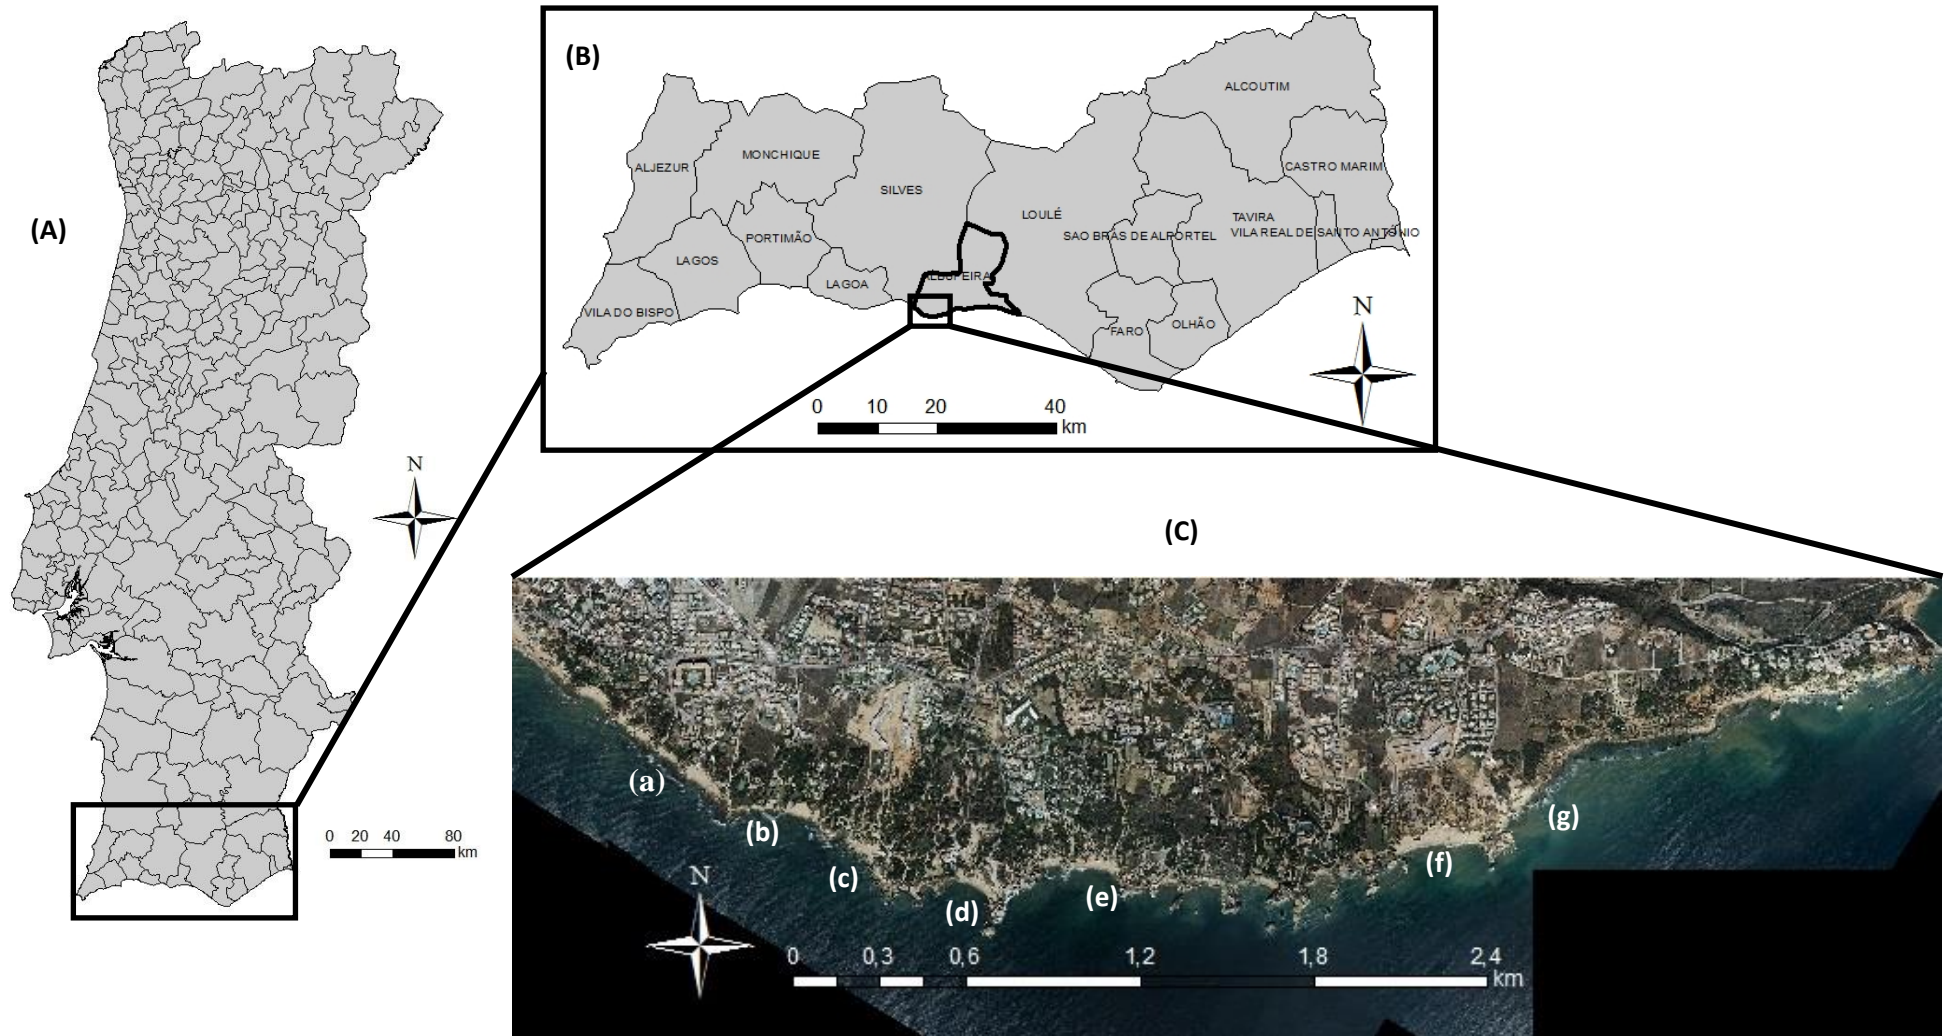 (A)
N
0 20 40 80
km
(B)
ALCOUTIM
ALJEZUR
MONCHIQUE
CASTRO MARIM
SILVES
LOULÉ
TAVIRA
SAO BRAS DE ALPORTEL
VILA REAL DE SANTO ANTONIO
PORTIMÃO
LAGOS
LAGOA
ALBUFEIRA
VILA DO BISPO
FARO
OLHÃO
N
0 10 20 40
km
(C)
(a)
(b)
(c)
(d)
(e)
(f)
(g)
N
0 0,3 0,6 1,2 1,8 2,4
km